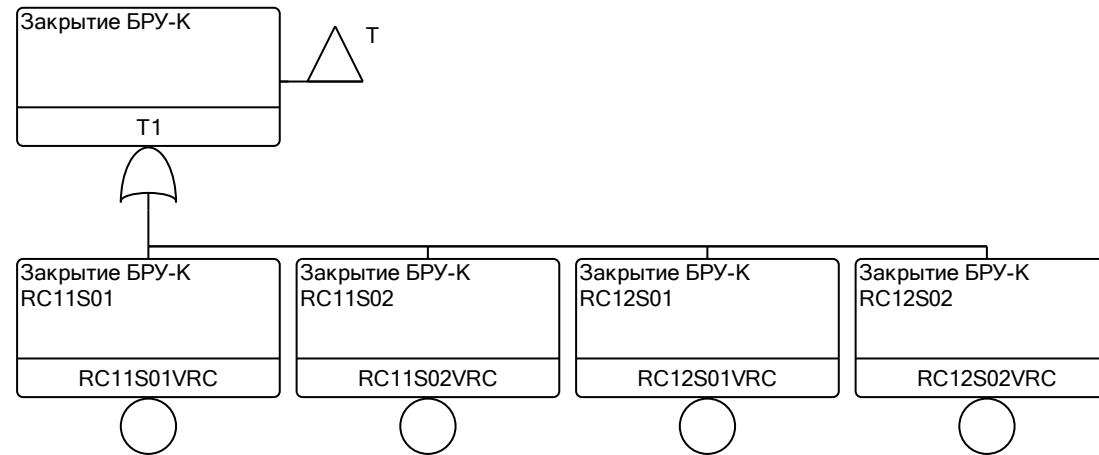 Закрытие БРУ-К
T
T1
Закрытие БРУ-К
RC11S01
RC11S01VRC
Закрытие БРУ-К
RC11S02
RC11S02VRC
Закрытие БРУ-К
RC12S01
RC12S01VRC
Закрытие БРУ-К
RC12S02
RC12S02VRC